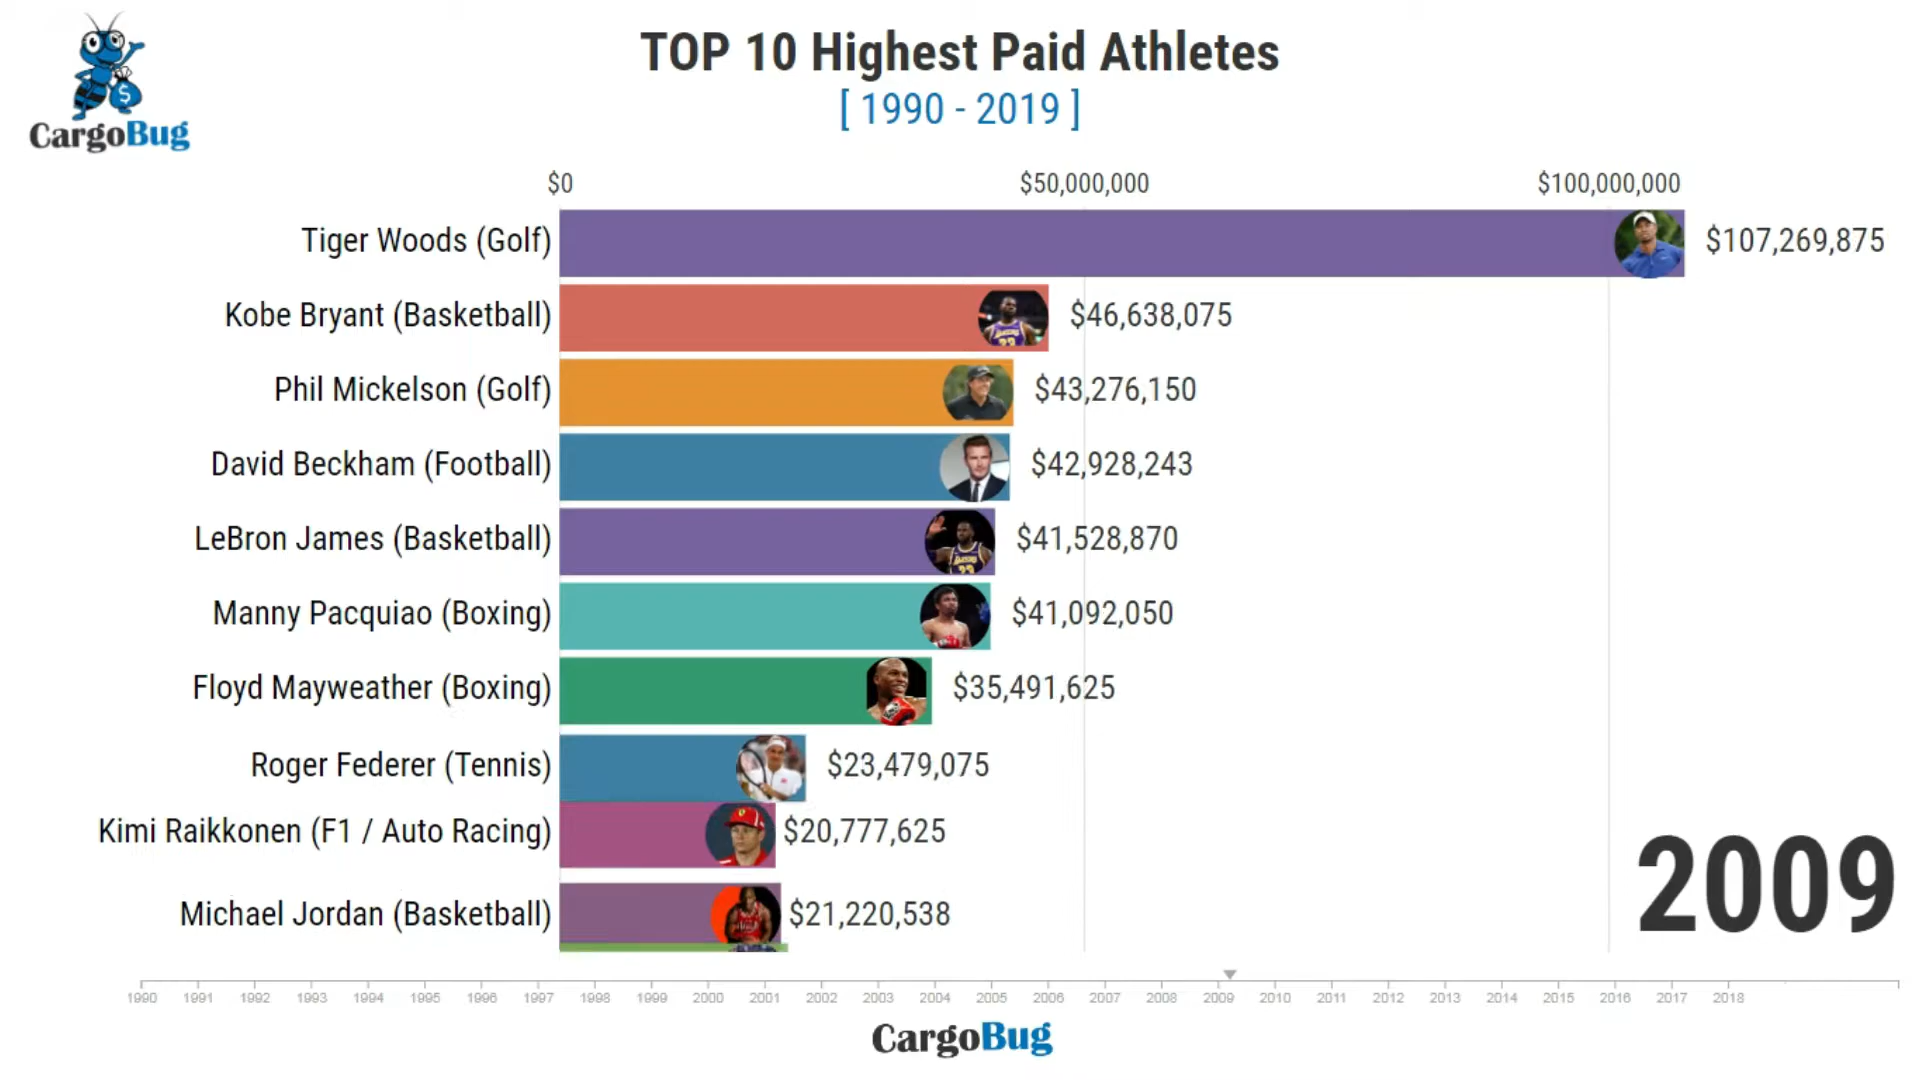 CargoBug
TOP 10 Highest Paid Athletes
[ 1990 - 2019 ]
$0 $50,000,000 $100,000,000
Tiger Woods (Golf) $107,269,875
Kobe Bryant (Basketball) $46,638,075
Phil Mickelson (Golf) $43,276,150
David Beckham (Football) $42,928,243
LeBron James (Basketball) $41,528,870
Manny Pacquiao (Boxing) $41,092,050
Floyd Mayweather (Boxing) $35,491,625
Roger Federer (Tennis) $23,479,075
Kimi Raikkonen (F1 / Auto Racing) $20,777,625
Michael Jordan (Basketball) $21,220,538
2009
1990 1991 1992 1993 1994 1995 1996 1997 1998 1999 2000 2001 2002 2003 2004 2005 2006 2007 2008 2009 2010 2011 2012 2013 2014 2015 2016 2017 2018
CargoBug